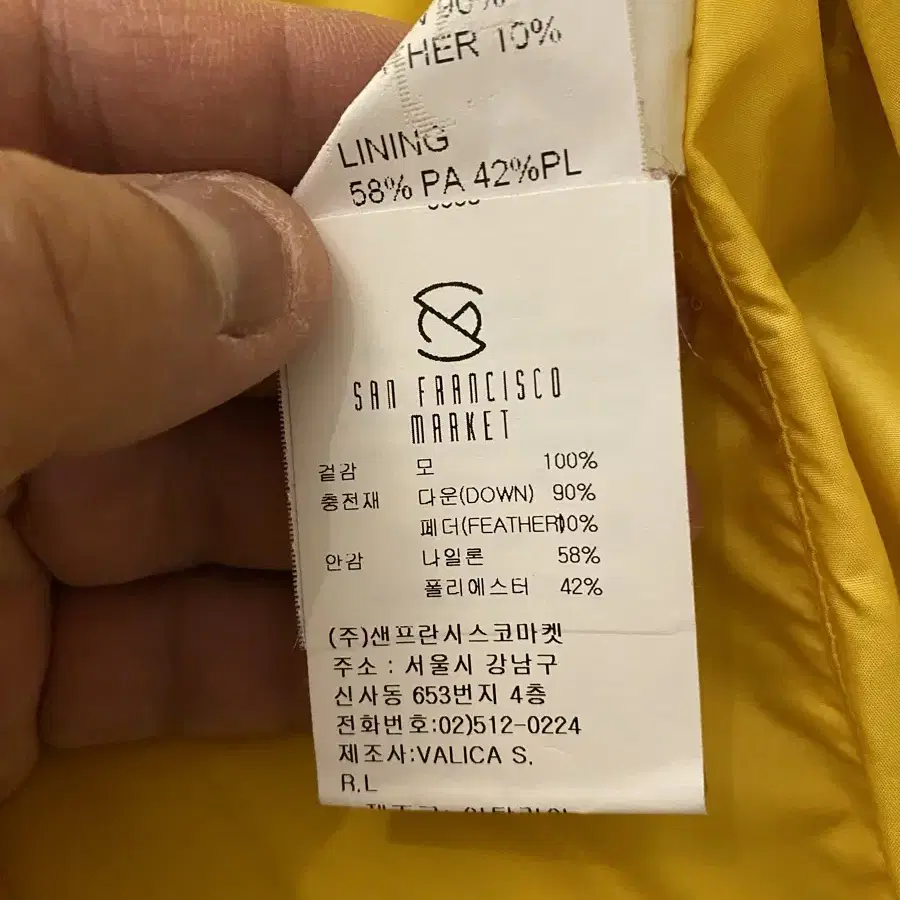 90%
HER 10%
LINING
58% PA 42%PL
SAN FRANCISCO
MARKET
겉감 모 100%
충전재 다운(DOWN) 90%
페더(FEATHER)10%
안감 나일론 58%
폴리에스터 42%
(주)샌프란시스코마켓
주소 : 서울시 강남구
신사동 653번지 4층
전화번호:02)512-0224
제조사:VALICA S.
R.L